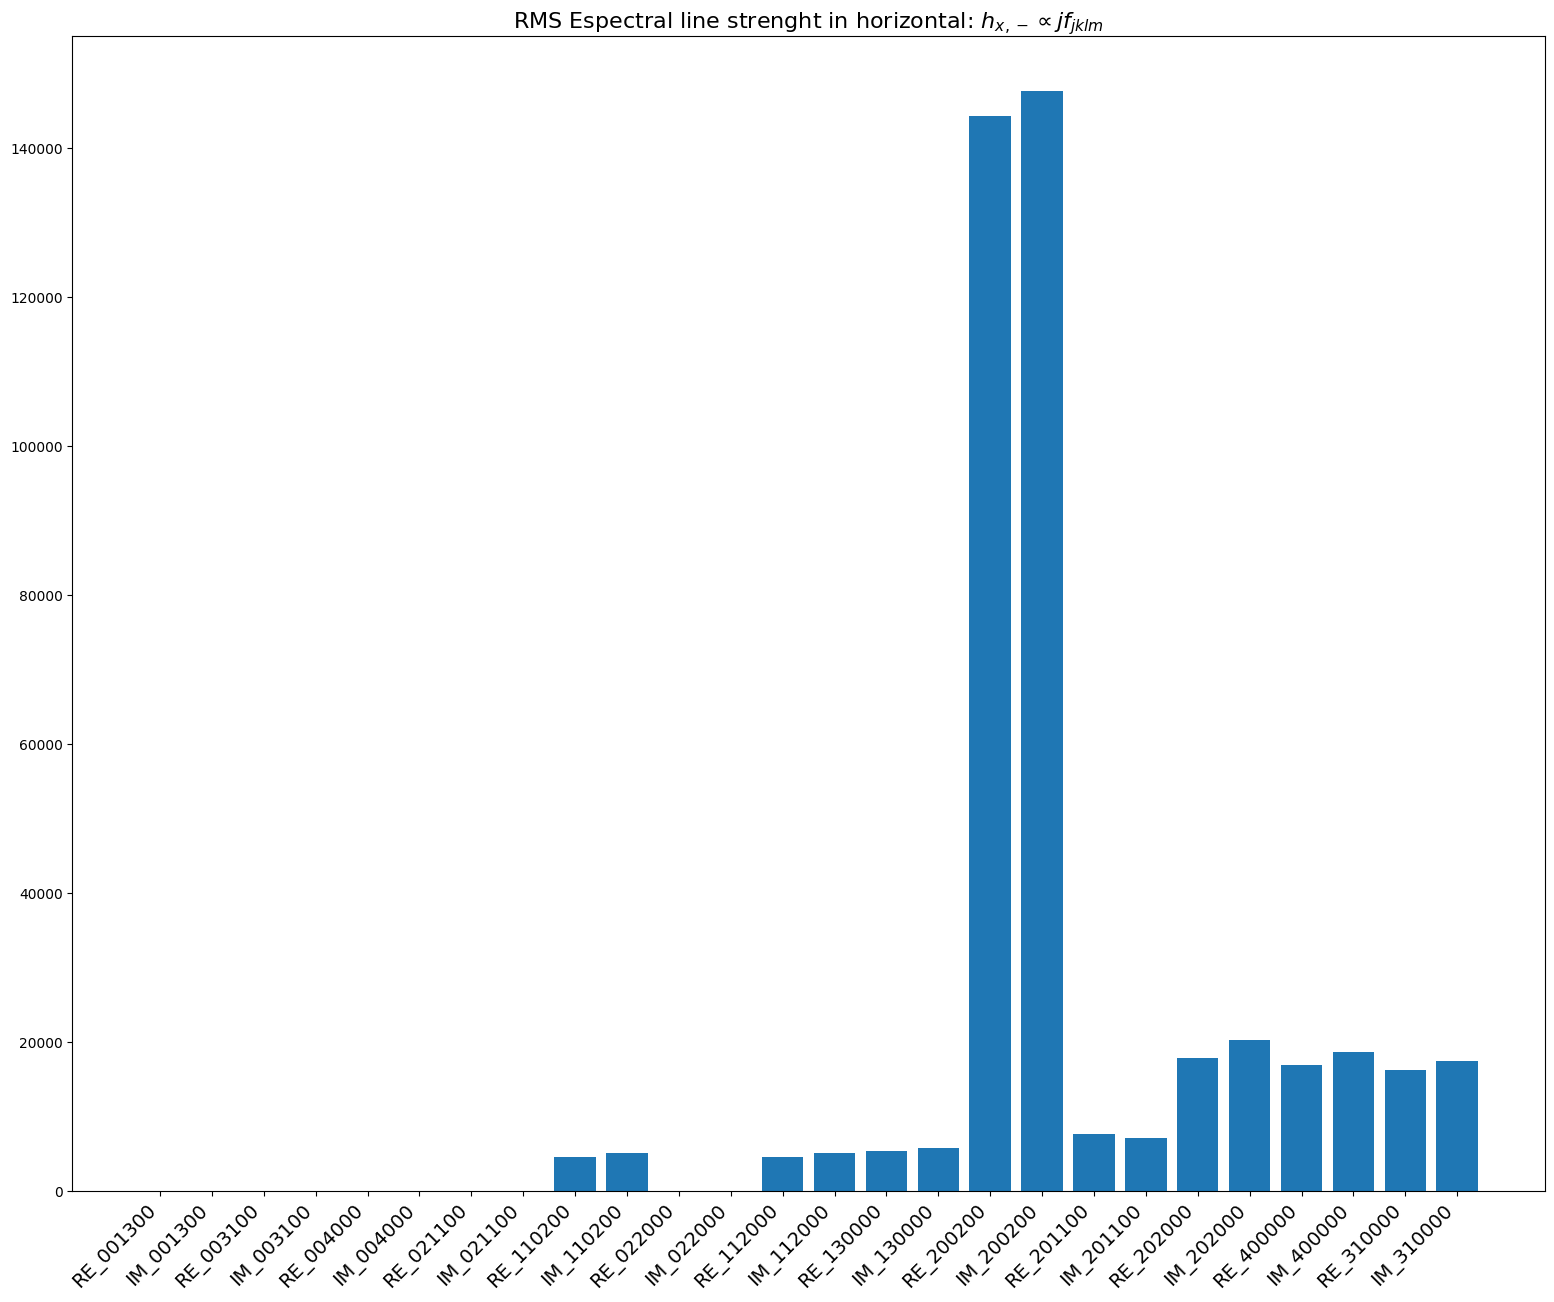 RMS Espectral line strenght in horizontal: h_{x,−} ∝ jf_{jklm}
140000
120000
100000
80000
60000
40000
20000
0
RE_001300
IM_001300
RE_003100
IM_003100
RE_004000
IM_004000
RE_021100
IM_021100
RE_110200
IM_110200
RE_022000
IM_022000
RE_112000
IM_112000
RE_130000
IM_130000
RE_200200
IM_200200
RE_201100
IM_201100
RE_202000
IM_202000
RE_400000
IM_400000
RE_310000
IM_310000